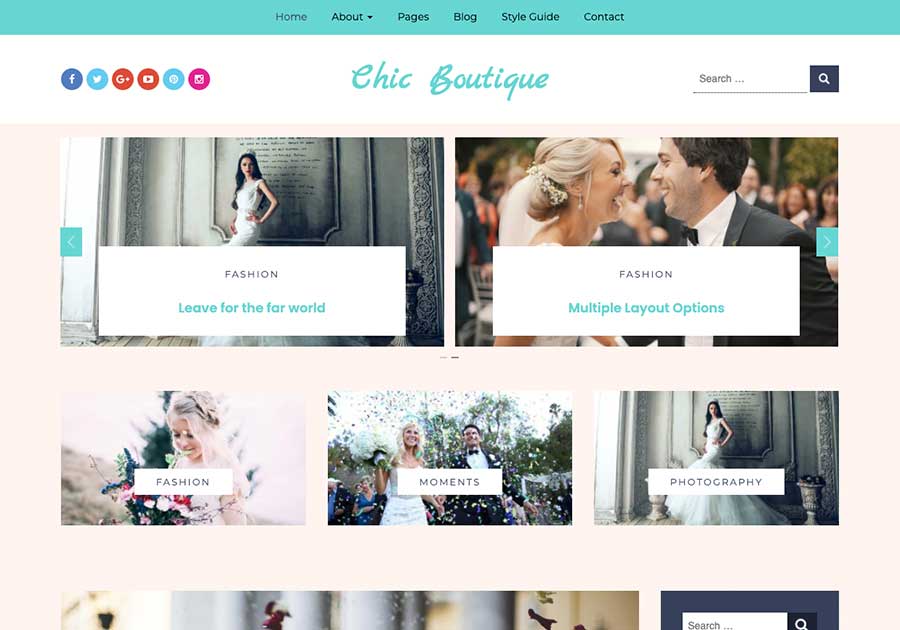 Home About Pages Blog Style Guide Contact
Chic Boutique
Search …
FASHION
Leave for the far world
FASHION
Multiple Layout Options
FASHION
MOMENTS
PHOTOGRAPHY
Search …